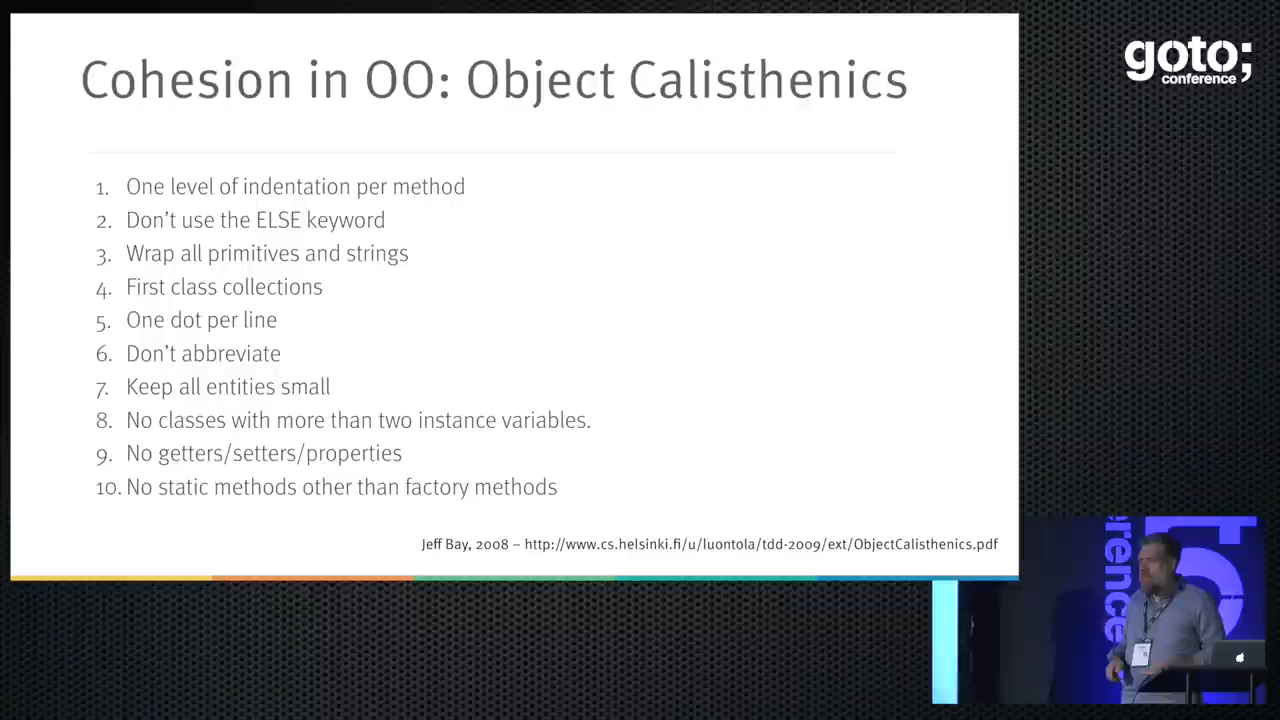 Cohesion in OO: Object Calisthenics
goto;
conference
1. One level of indentation per method
2. Don't use the ELSE keyword
3. Wrap all primitives and strings
4. First class collections
5. One dot per line
6. Don't abbreviate
7. Keep all entities small
8. No classes with more than two instance variables.
9. No getters/setters/properties
10. No static methods other than factory methods
Jeff Bay, 2008 – http://www.cs.helsinki.fi/u/luontola/tdd-2009/ext/ObjectCalisthenics.pdf
erence